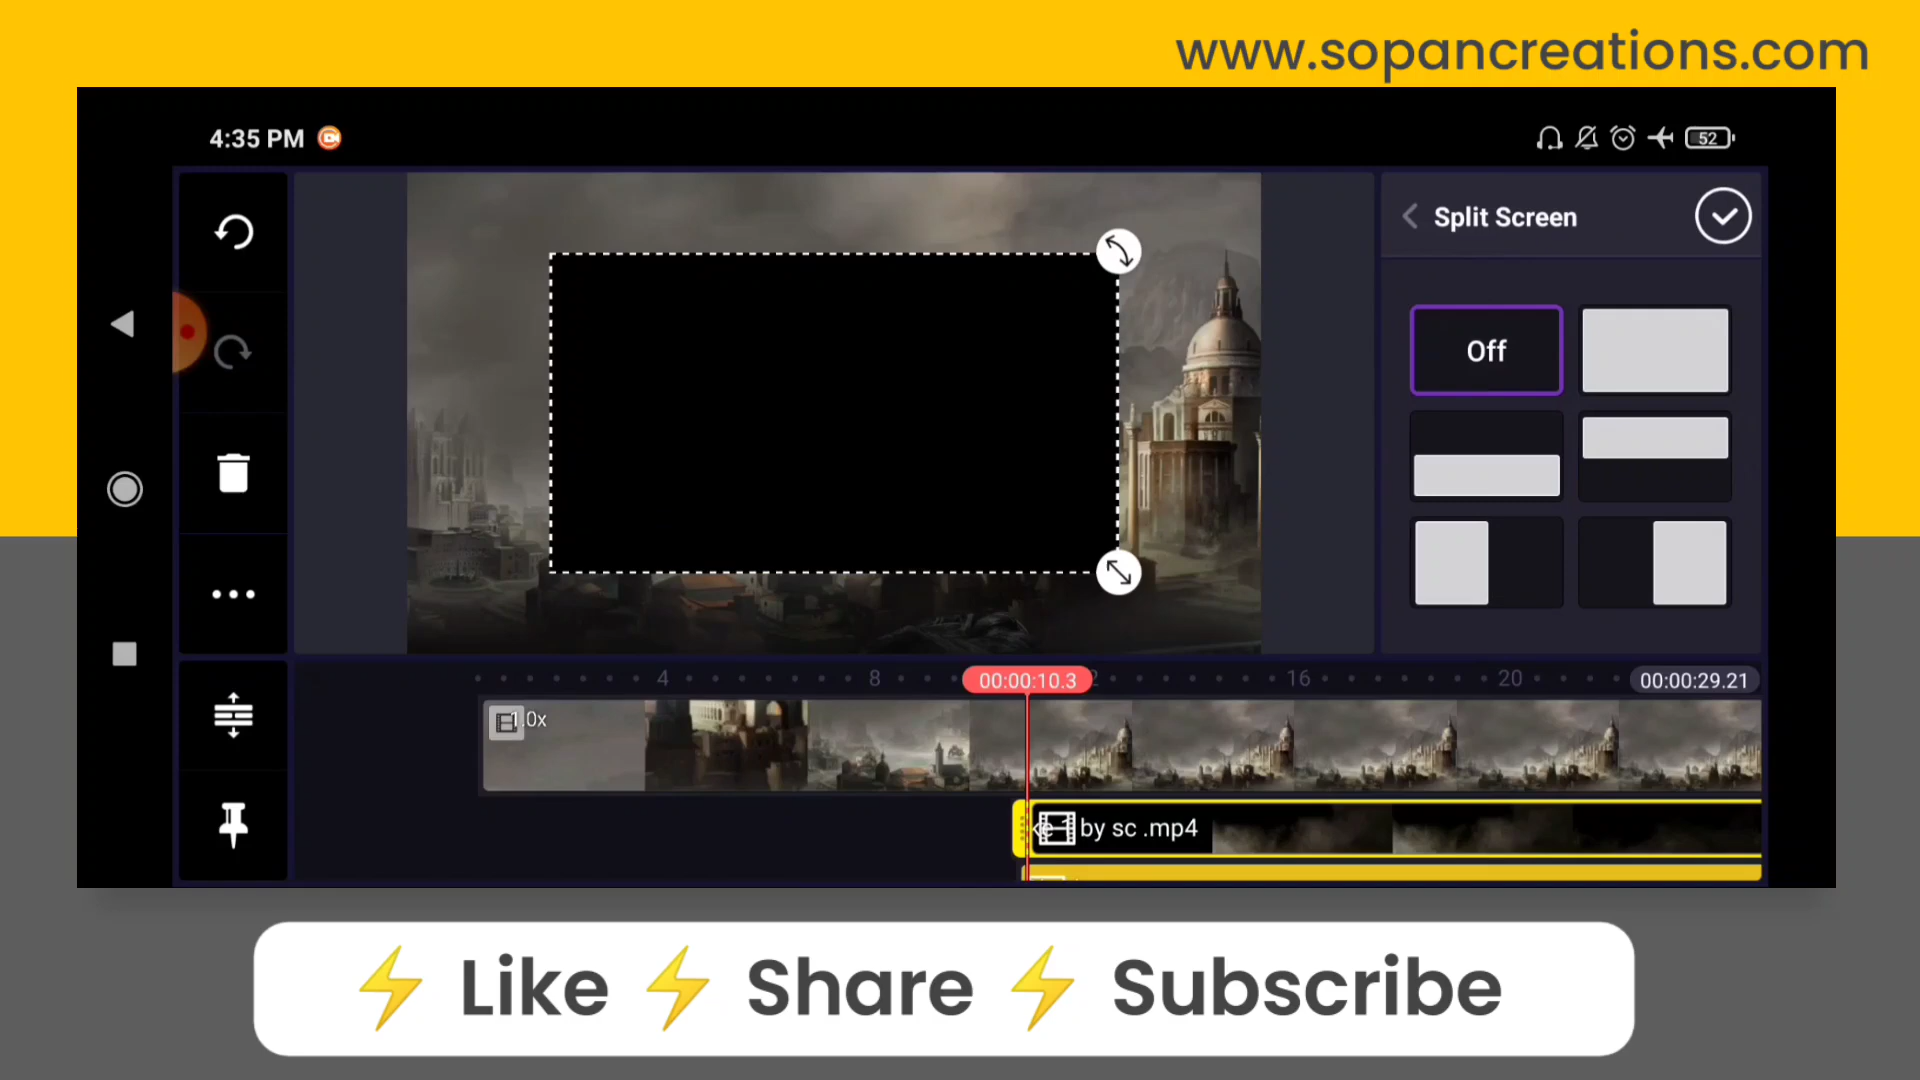 www.sopancreations.com
4:35 PM
52
Split Screen
Off
4
8
00:00:10.3
16
20
00:00:29.21
1.0x
by sc .mp4
⚡ Like ⚡ Share ⚡ Subscribe